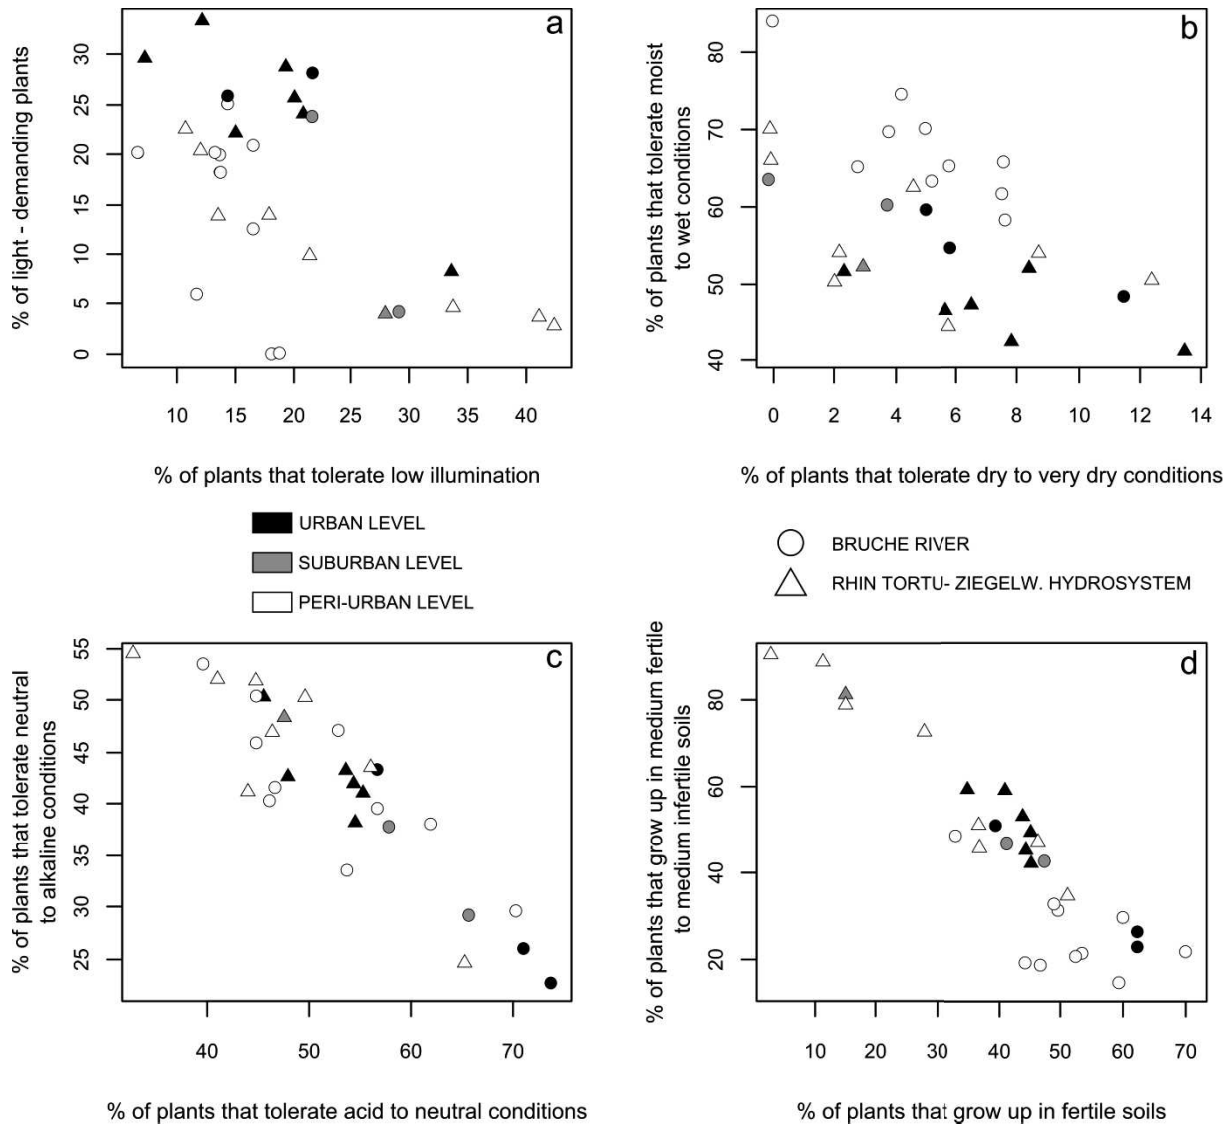 a
% of light - demanding plants
0
5
10
15
20
25
30
10 15 20 25 30 35 40
% of plants that tolerate low illumination
b
% of plants that tolerate moist
to wet conditions
40
50
60
70
80
0 2 4 6 8 10 12 14
% of plants that tolerate dry to very dry conditions
URBAN LEVEL
SUBURBAN LEVEL
PERI-URBAN LEVEL
BRUCHE RIVER
RHIN TORTU- ZIEGELW. HYDROSYSTEM
c
% of plants that tolerate neutral
to alkaline conditions
25
30
35
40
45
50
55
40 50 60 70
% of plants that tolerate acid to neutral conditions
d
% of plants that grow up in medium fertile
to medium infertile soils
20
40
60
80
10 20 30 40 50 60 70
% of plants that grow up in fertile soils